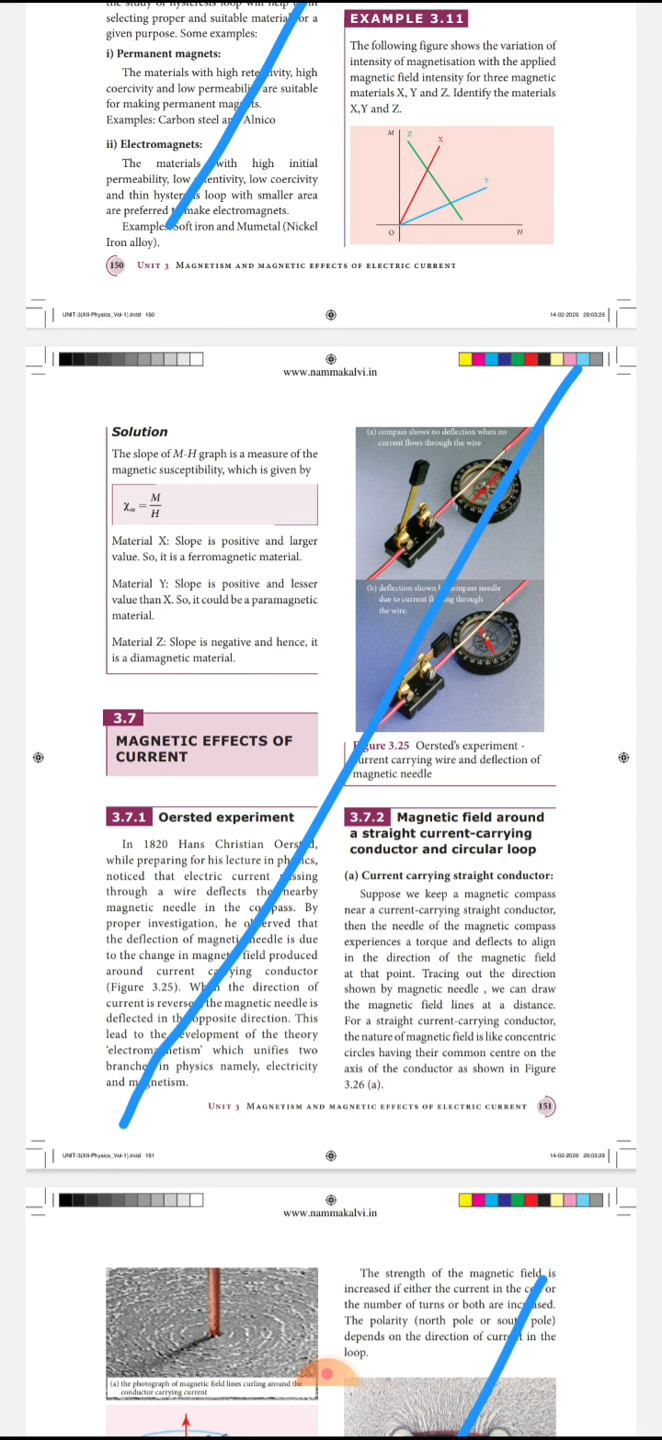 selecting proper and suitable material for a
given purpose. Some examples:
i) Permanent magnets:
The materials with high retentivity, high
coercivity and low permeability are suitable
for making permanent magnets.
Examples: Carbon steel and Alnico
ii) Electromagnets:
The materials with high initial
permeability, low retentivity, low coercivity
and thin hysteresis loop with smaller area
are preferred to make electromagnets.
Examples: Soft iron and Mumetal (Nickel
Iron alloy).
EXAMPLE 3.11
The following figure shows the variation of
intensity of magnetisation with the applied
magnetic field intensity for three magnetic
materials X, Y and Z. Identify the materials
X,Y and Z.
M
Z
X
Y
O
H
150 UNIT 3 MAGNETISM AND MAGNETIC EFFECTS OF ELECTRIC CURRENT
UNIT-3(XII-Physics_Vol-1).indd 150
14-02-2020 20:03:26
www.nammakalvi.in
Solution
The slope of M-H graph is a measure of the
magnetic susceptibility, which is given by
χₘ = M/H
Material X: Slope is positive and larger
value. So, it is a ferromagnetic material.
Material Y: Slope is positive and lesser
value than X. So, it could be a paramagnetic
material.
Material Z: Slope is negative and hence, it
is a diamagnetic material.
3.7
MAGNETIC EFFECTS OF
CURRENT
3.7.1 Oersted experiment
In 1820 Hans Christian Oersted,
while preparing for his lecture in physics,
noticed that electric current passing
through a wire deflects the nearby
magnetic needle in the compass. By
proper investigation, he observed that
the deflection of magnetic needle is due
to the change in magnetic field produced
around current carrying conductor
(Figure 3.25). When the direction of
current is reversed, the magnetic needle is
deflected in the opposite direction. This
lead to the development of the theory
'electromagnetism' which unifies two
branches in physics namely, electricity
and magnetism.
(a) compass shows no deflection when no
current flows through the wire
(b) deflection shown by compass needle
due to current flowing through
the wire.
Figure 3.25 Oersted's experiment -
current carrying wire and deflection of
magnetic needle
3.7.2 Magnetic field around
a straight current-carrying
conductor and circular loop
(a) Current carrying straight conductor:
Suppose we keep a magnetic compass
near a current-carrying straight conductor,
then the needle of the magnetic compass
experiences a torque and deflects to align
in the direction of the magnetic field
at that point. Tracing out the direction
shown by magnetic needle , we can draw
the magnetic field lines at a distance.
For a straight current-carrying conductor,
the nature of magnetic field is like concentric
circles having their common centre on the
axis of the conductor as shown in Figure
3.26 (a).
UNIT 3 MAGNETISM AND MAGNETIC EFFECTS OF ELECTRIC CURRENT 151
UNIT-3(XII-Physics_Vol-1).indd 151
14-02-2020 20:03:26
www.nammakalvi.in
(a) the photograph of magnetic field lines curling around the
conductor carrying current
The strength of the magnetic field is
increased if either the current in the coil or
the number of turns or both are increased.
The polarity (north pole or south pole)
depends on the direction of current in the
loop.